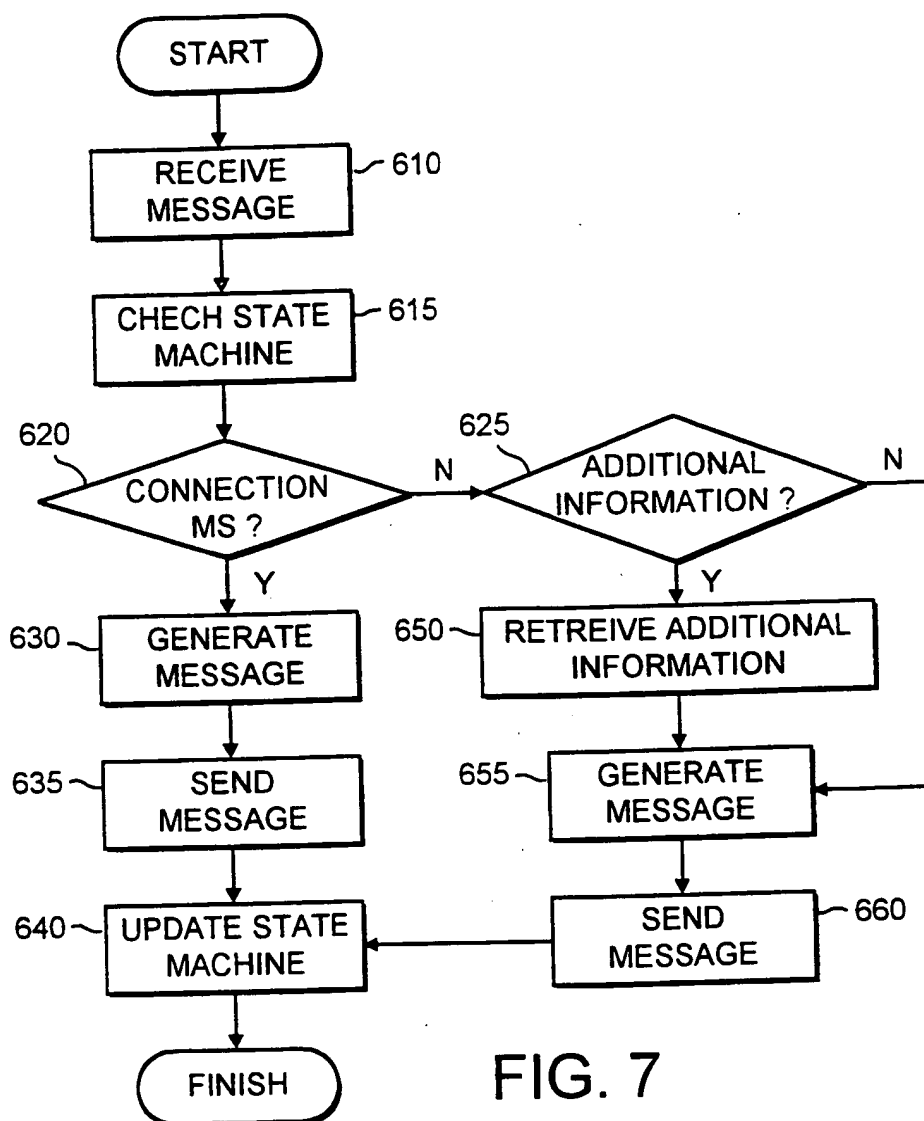 START
RECEIVE
MESSAGE
610
CHECH STATE
MACHINE
615
620
CONNECTION
MS ?
N
625
ADDITIONAL
INFORMATION ?
N
Y
Y
630
GENERATE
MESSAGE
650
RETREIVE ADDITIONAL
INFORMATION
635
SEND
MESSAGE
655
GENERATE
MESSAGE
640
UPDATE STATE
MACHINE
SEND
MESSAGE
660
FINISH
FIG. 7